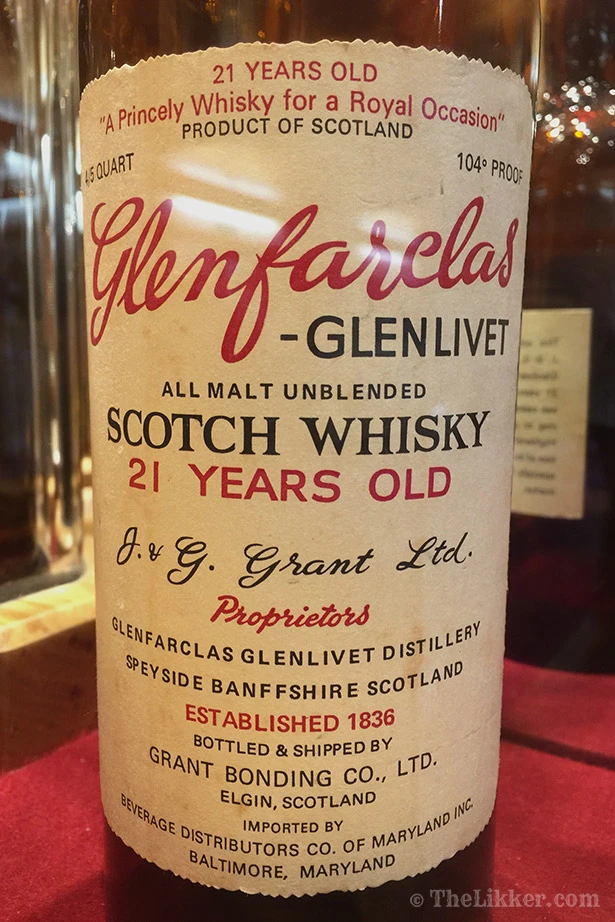 21 YEARS OLD
"A Princely Whisky for a Royal Occasion"
PRODUCT OF SCOTLAND
4/5 QUART
104° PROOF
Glenfarclas
-GLENLIVET
ALL MALT UNBLENDED
SCOTCH WHISKY
21 YEARS OLD
J. & G. Grant Ltd.
Proprietors
GLENFARCLAS GLENLIVET DISTILLERY
SPEYSIDE BANFFSHIRE SCOTLAND
ESTABLISHED 1836
BOTTLED & SHIPPED BY
GRANT BONDING CO., LTD.
ELGIN, SCOTLAND
IMPORTED BY
BEVERAGE DISTRIBUTORS CO. OF MARYLAND INC.
BALTIMORE, MARYLAND
© TheLikker.com